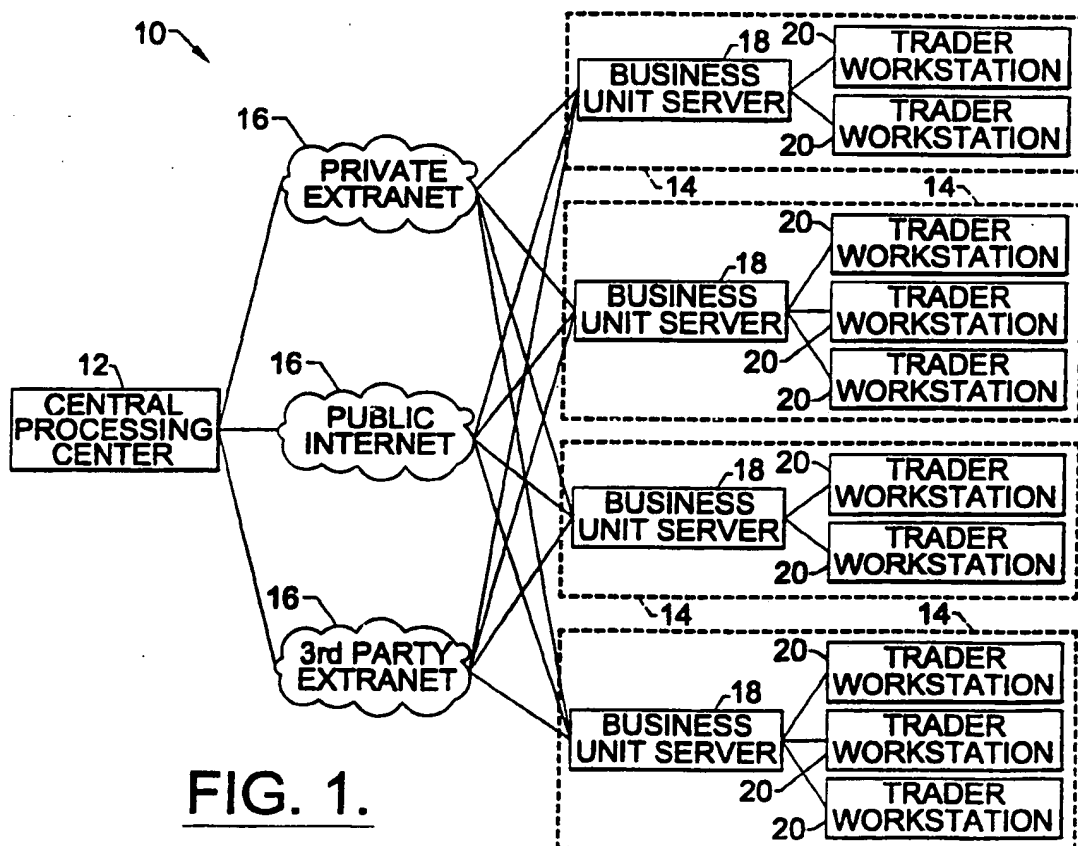 10
16
PRIVATE
EXTRANET
12
CENTRAL
PROCESSING
CENTER
16
PUBLIC
INTERNET
16
3rd PARTY
EXTRANET
18
BUSINESS
UNIT SERVER
20
TRADER
WORKSTATION
20
TRADER
WORKSTATION
14
14
18
BUSINESS
UNIT SERVER
20
TRADER
WORKSTATION
20
TRADER
WORKSTATION
20
TRADER
WORKSTATION
18
BUSINESS
UNIT SERVER
20
TRADER
WORKSTATION
20
TRADER
WORKSTATION
14
14
18
BUSINESS
UNIT SERVER
20
TRADER
WORKSTATION
20
TRADER
WORKSTATION
20
TRADER
WORKSTATION
FIG. 1.